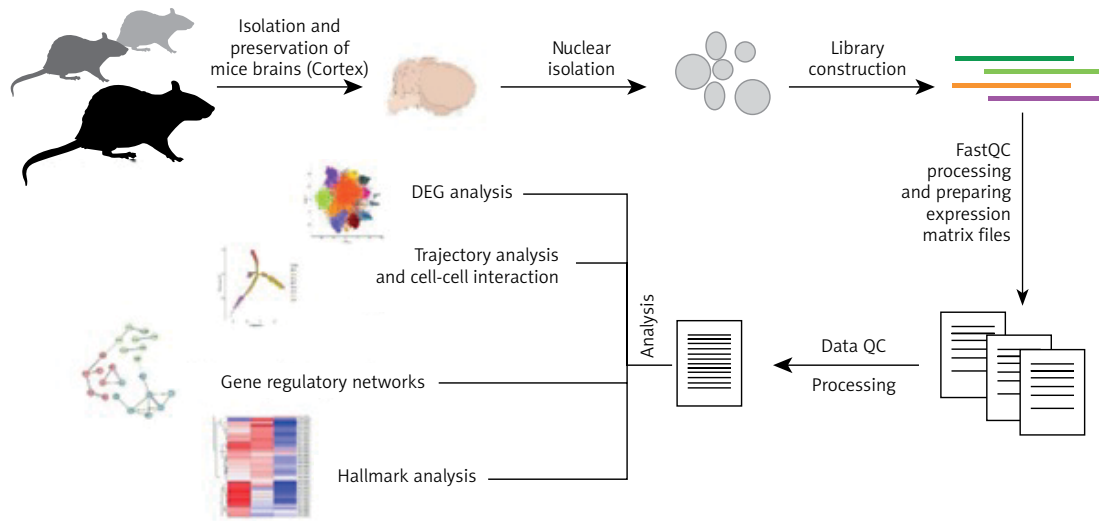 Isolation and
preservation of
mice brains (Cortex)
Nuclear
isolation
Library
construction
FastQC
processing
and preparing
expression
matrix files
Data QC
Processing
Analysis
DEG analysis
Trajectory analysis
and cell-cell interaction
Gene regulatory networks
Hallmark analysis